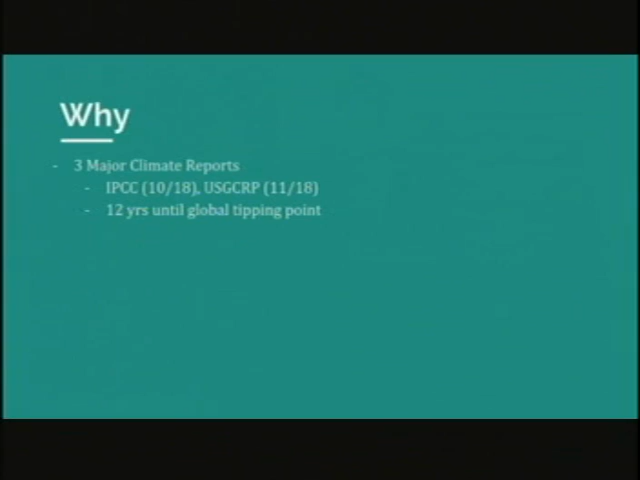 Why
- 3 Major Climate Reports
- IPCC (10/18), USGCRP (11/18)
- 12 yrs until global tipping point